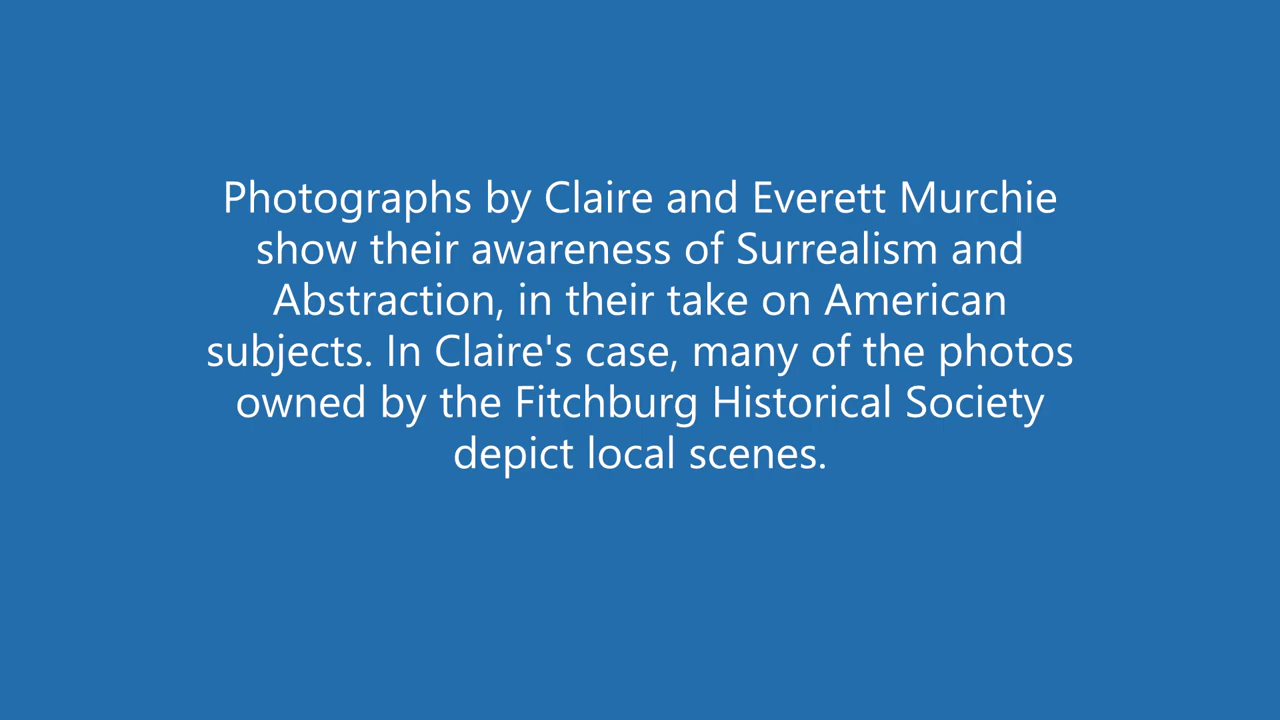 Photographs by Claire and Everett Murchie
show their awareness of Surrealism and
Abstraction, in their take on American
subjects. In Claire's case, many of the photos
owned by the Fitchburg Historical Society
depict local scenes.